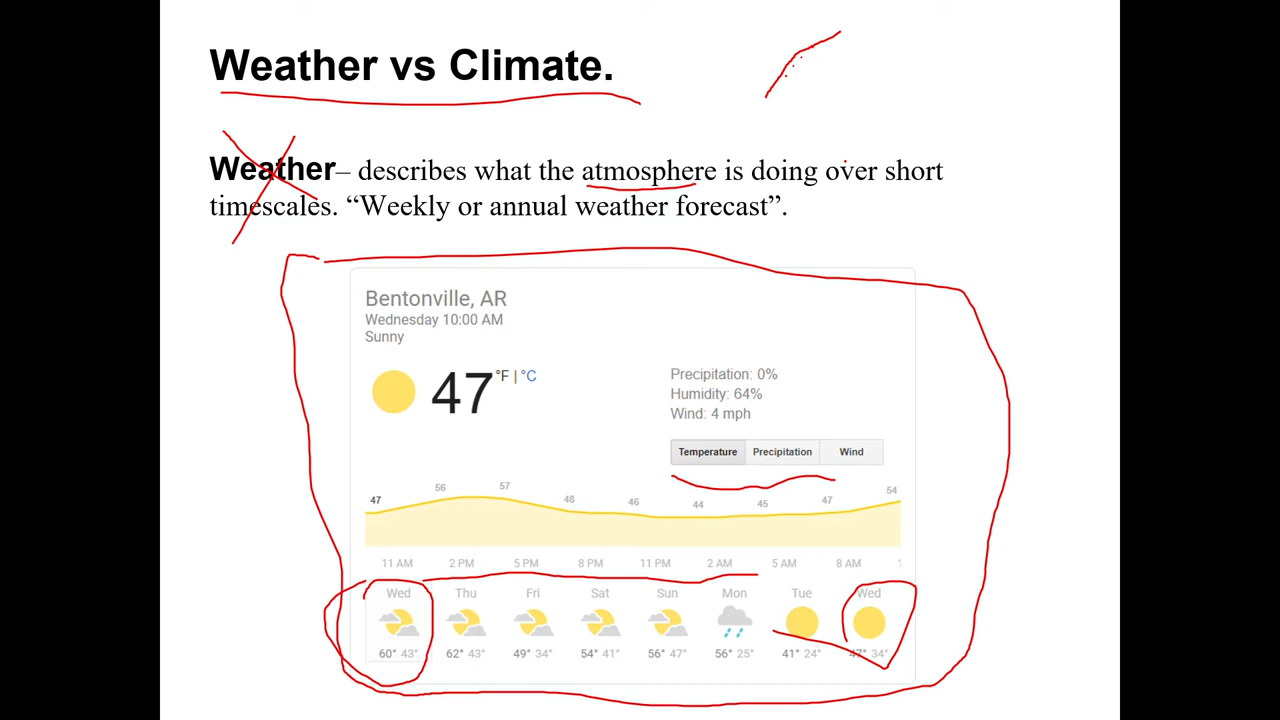 Weather vs Climate.
Weather– describes what the atmosphere is doing over short
timescales. “Weekly or annual weather forecast”.
Bentonville, AR
Wednesday 10:00 AM
Sunny
47 °F | °C
Precipitation: 0%
Humidity: 64%
Wind: 4 mph
Temperature Precipitation Wind
47 56 57 48 46 44 45 47 54
11 AM 2 PM 5 PM 8 PM 11 PM 2 AM 5 AM 8 AM 1
Wed Thu Fri Sat Sun Mon Tue Wed
60° 43° 62° 43° 49° 34° 54° 41° 56° 47° 56° 25° 41° 24° 47° 34°